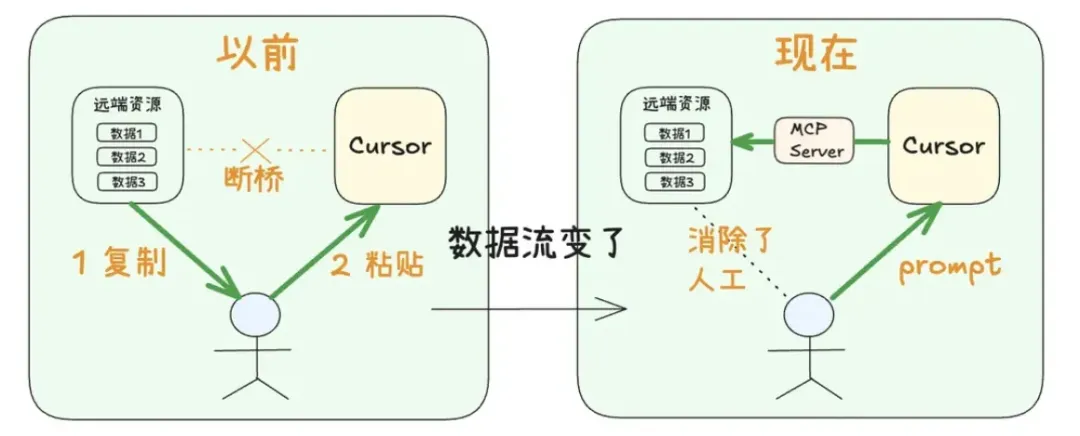 以前
远端资源
数据1
数据2
数据3
断桥
Cursor
1 复制
2 粘贴
数据流变了
现在
远端资源
数据1
数据2
数据3
MCP
Server
Cursor
消除了
人工
prompt